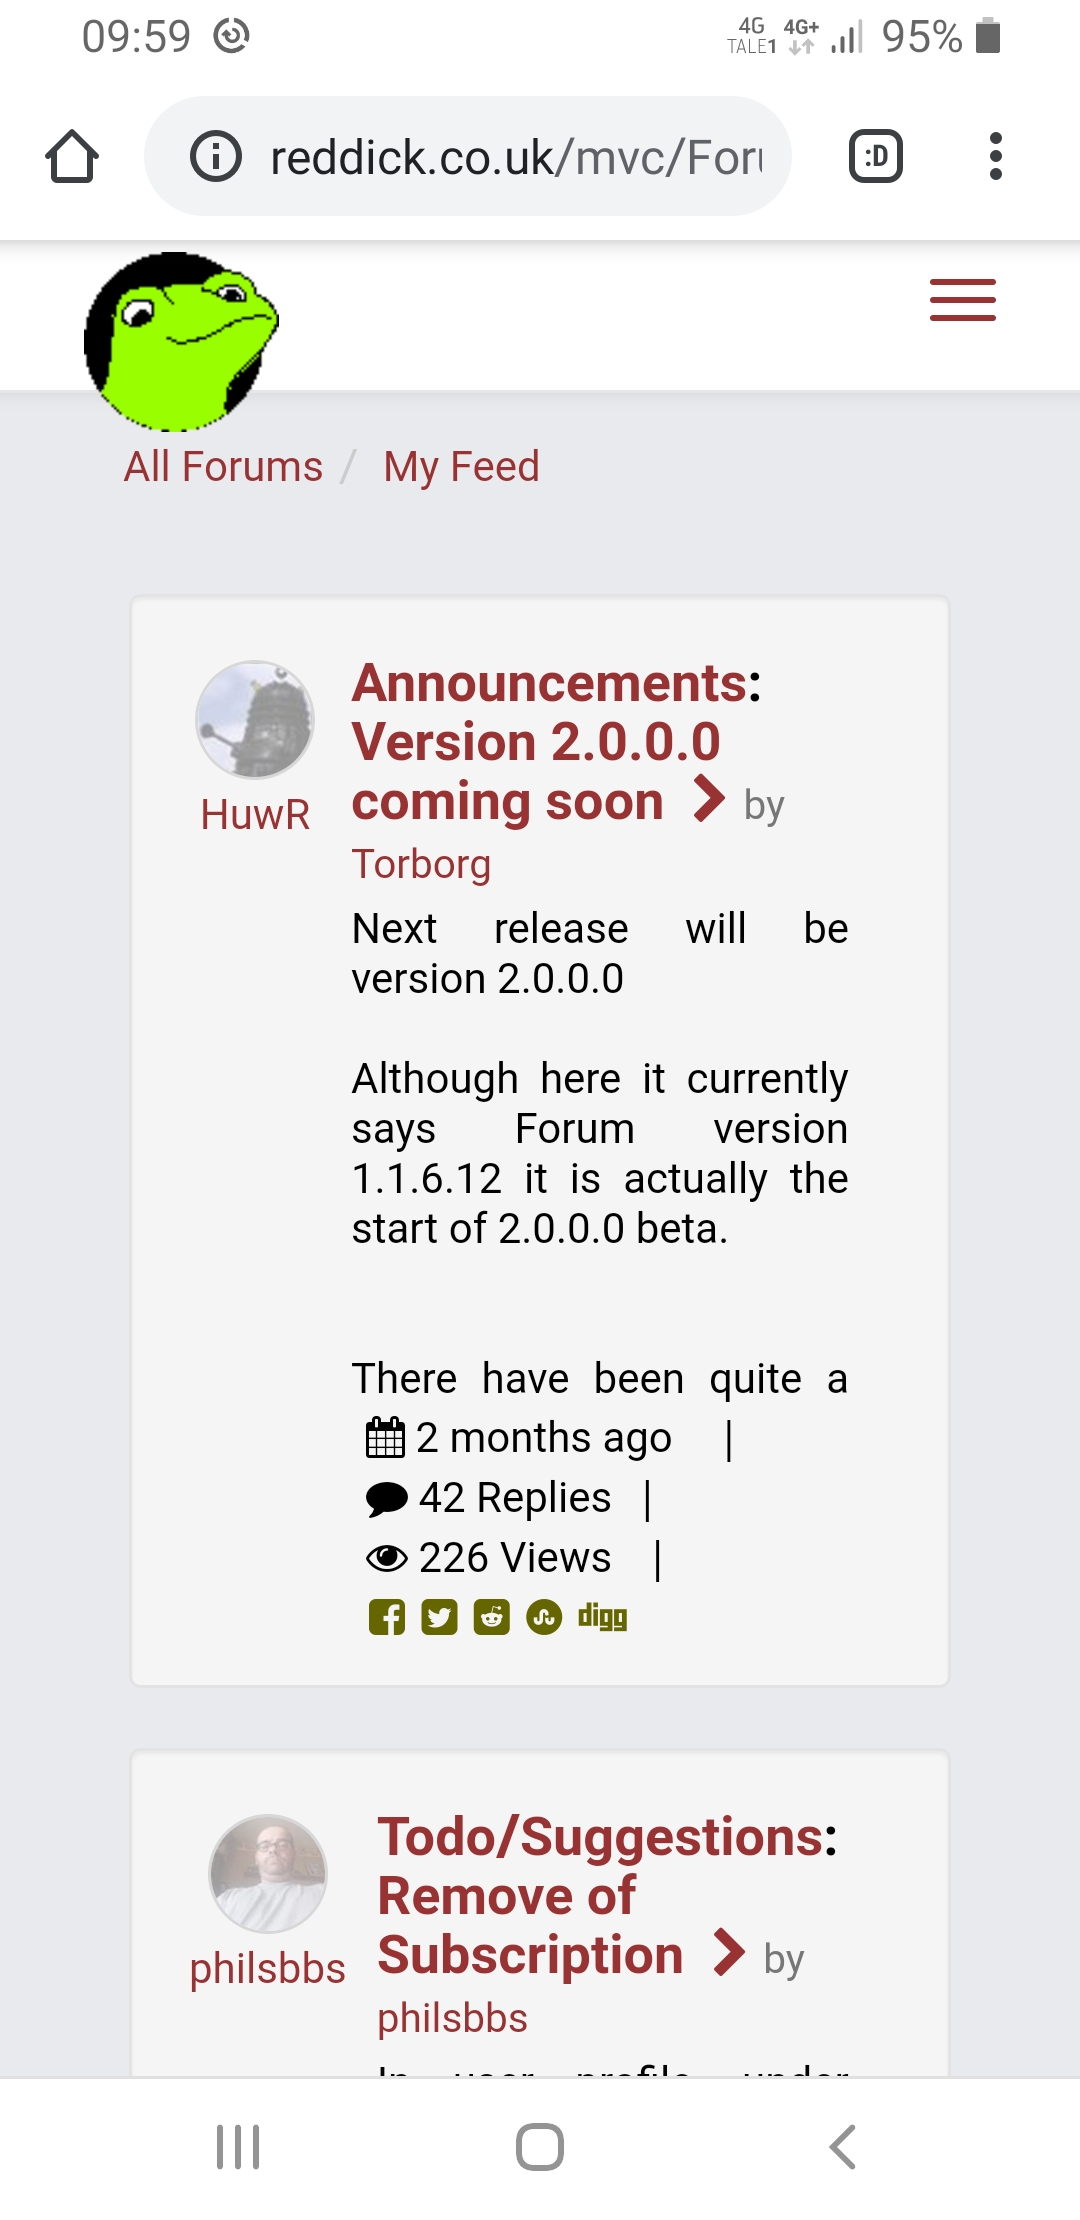 09:59
4G 4G+ 95%
TALE1
reddick.co.uk/mvc/For
:D
All Forums / My Feed
Announcements:
Version 2.0.0.0
coming soon by
HuwR
Torborg
Next release will be
version 2.0.0.0
Although here it currently
says Forum version
1.1.6.12 it is actually the
start of 2.0.0.0 beta.
There have been quite a
2 months ago |
42 Replies |
226 Views |
digg
Todo/Suggestions:
Remove of
Subscription by
philsbbs
philsbbs
In user profile under